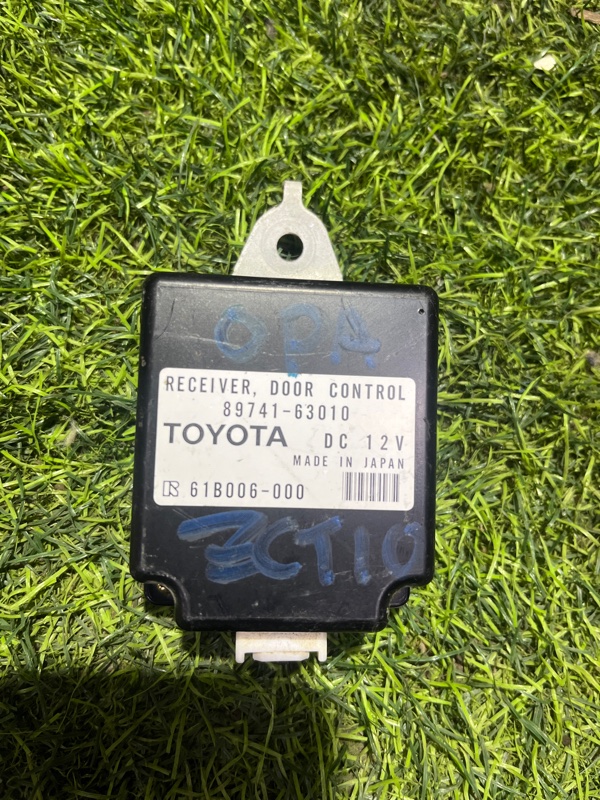 OPA
RECEIVER, DOOR CONTROL
89741-63010
TOYOTA DC 12V
MADE IN JAPAN
R 61B006-000
ZCT10